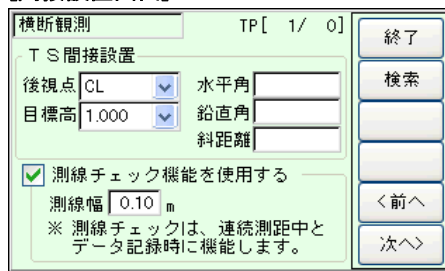 横断観測 TP[ 1/ 0]
ＴＳ間接設置
後視点 CL 水平角
目標高 1.000 鉛直角
斜距離
測線チェック機能を使用する
測線幅 0.10 m
※ 測線チェックは、連続測距中と
データ記録時に機能します。
終了
検索
<前へ
次へ>